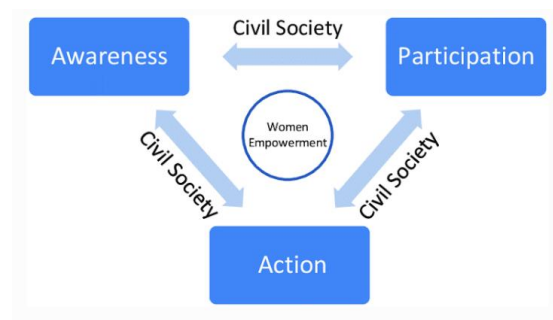 Civil Society
Awareness
Participation
Women
Empowerment
Civil Society
Civil Society
Action